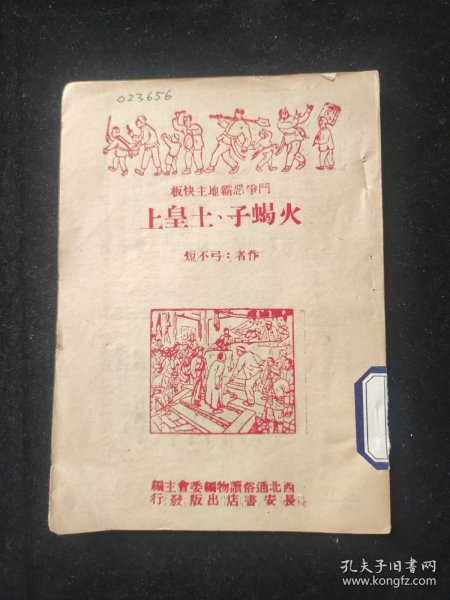 023656
鬥爭惡霸地主快板
火蝎子、土皇上
作者：弓不短
西北通俗讀物編委會主編
長安書店出版發行
孔夫子旧書网
www.kongfz.com